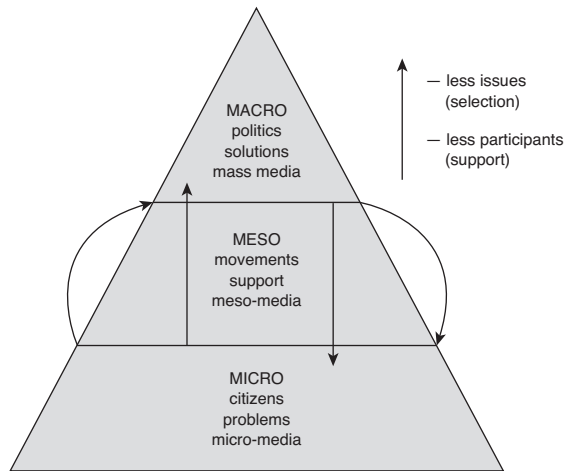 MACRO
politics
solutions
mass media
— less issues
(selection)
— less participants
(support)
MESO
movements
support
meso-media
MICRO
citizens
problems
micro-media